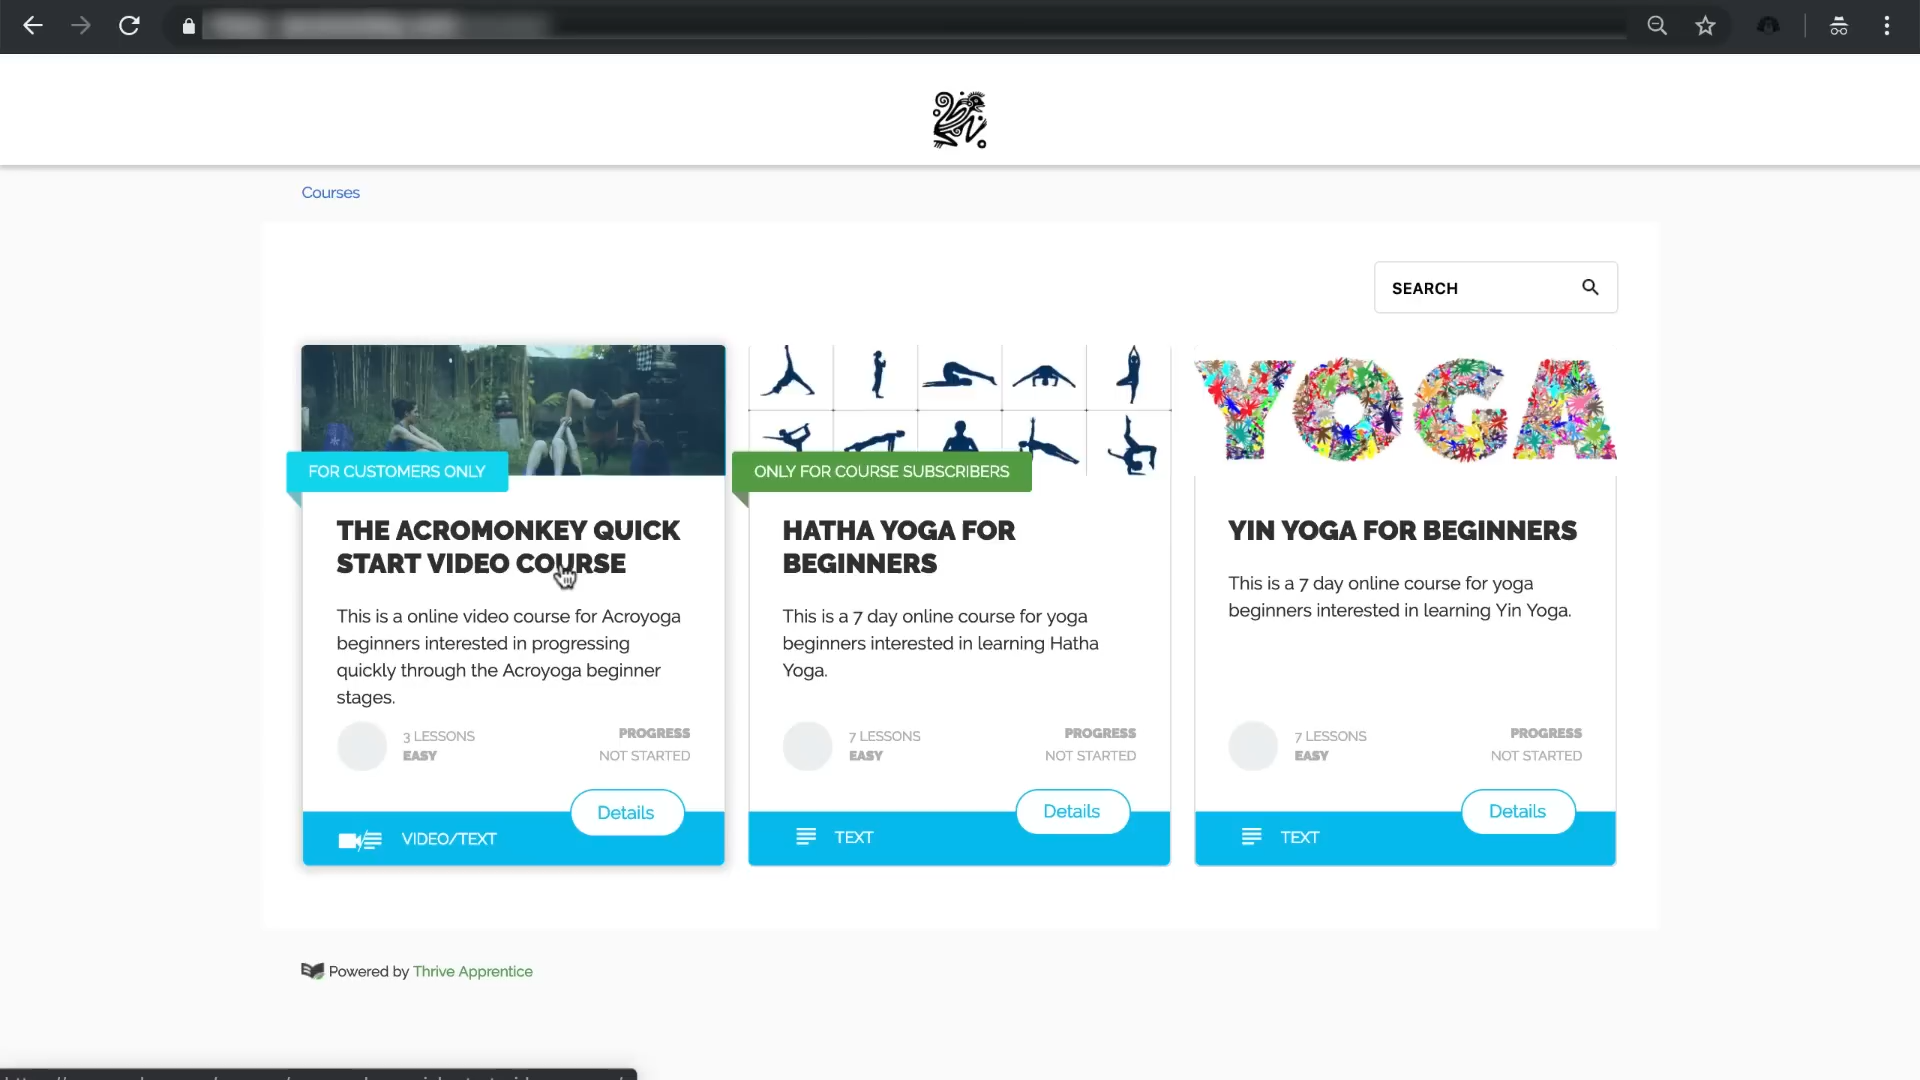 Courses
SEARCH
FOR CUSTOMERS ONLY
THE ACROMONKEY QUICK
START VIDEO COURSE
This is a online video course for Acroyoga
beginners interested in progressing
quickly through the Acroyoga beginner
stages.
3 LESSONS
EASY
PROGRESS
NOT STARTED
Details
VIDEO/TEXT
ONLY FOR COURSE SUBSCRIBERS
HATHA YOGA FOR
BEGINNERS
This is a 7 day online course for yoga
beginners interested in learning Hatha
Yoga.
7 LESSONS
EASY
PROGRESS
NOT STARTED
Details
TEXT
YOGA
YIN YOGA FOR BEGINNERS
This is a 7 day online course for yoga
beginners interested in learning Yin Yoga.
7 LESSONS
EASY
PROGRESS
NOT STARTED
Details
TEXT
Powered by Thrive Apprentice